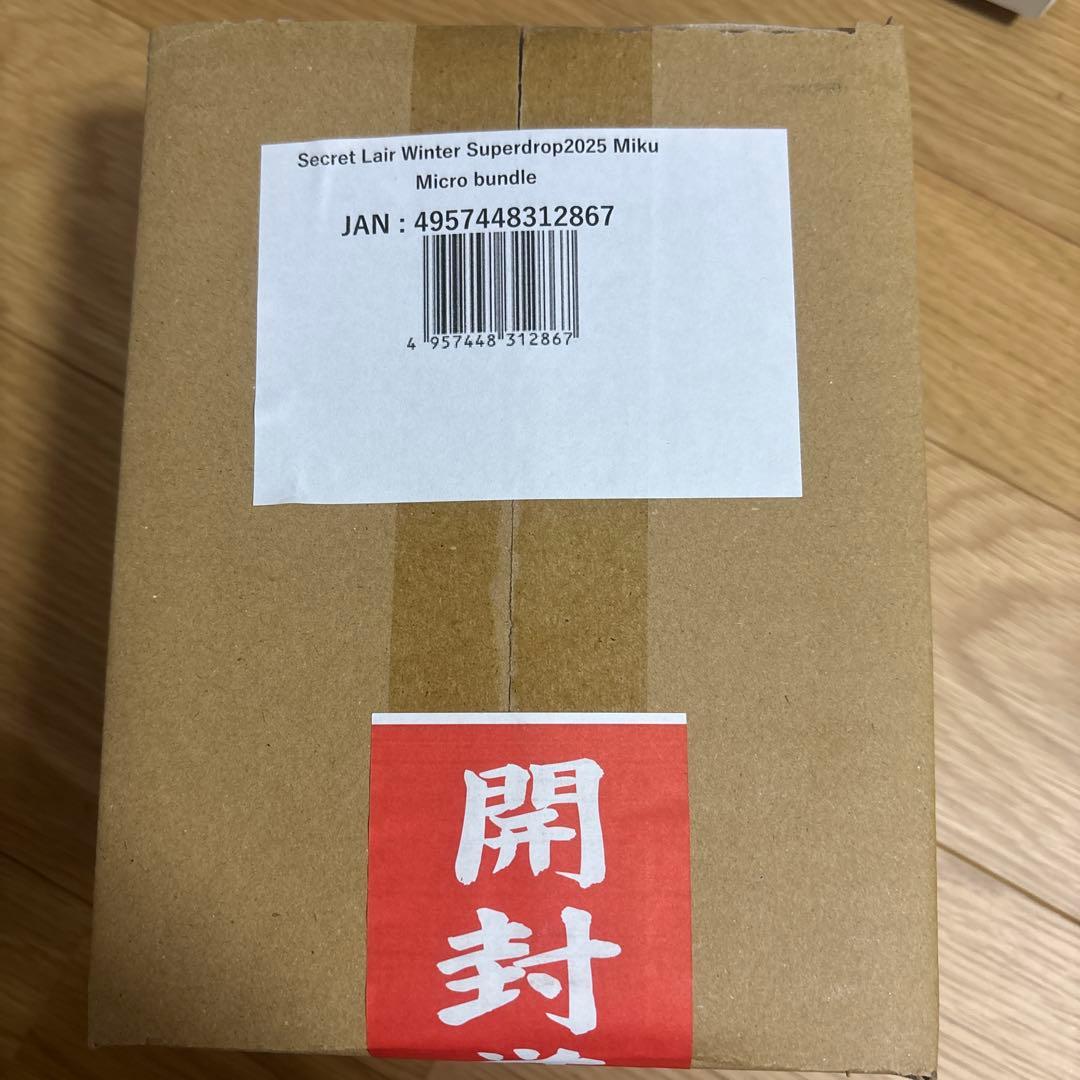 Secret Lair Winter Superdrop2025 Miku
Micro bundle
JAN : 4957448312867
4 957448 312867
開
封